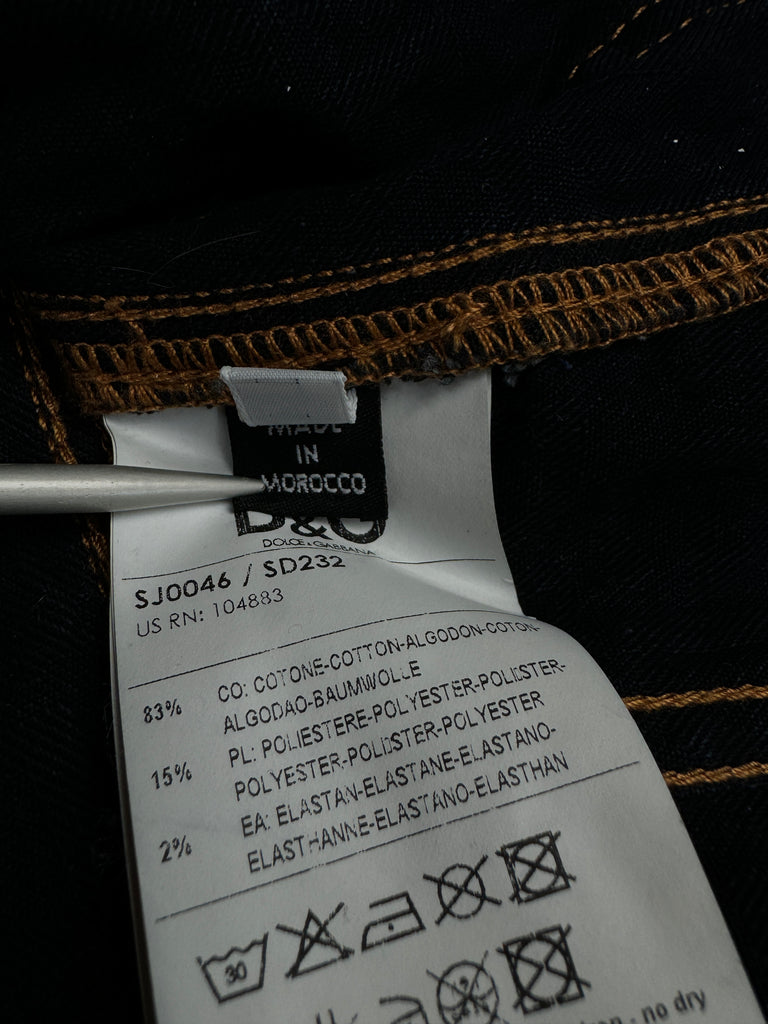 MADE
IN
MOROCCO
D&G
DOLCE & GABBANA
SJ0046 / SD232
US RN: 104883
83% CO: COTONE-COTTON-ALGODON-COTON-
ALGODAO-BAUMWOLLE
15% PL: POLIESTERE-POLYESTER-POLIESTER-
POLYESTER-POLIESTER-POLYESTER
2% EA: ELASTAN-ELASTANE-ELASTANO-
ELASTHANNE-ELASTANO-ELASTHAN
30
- no dry